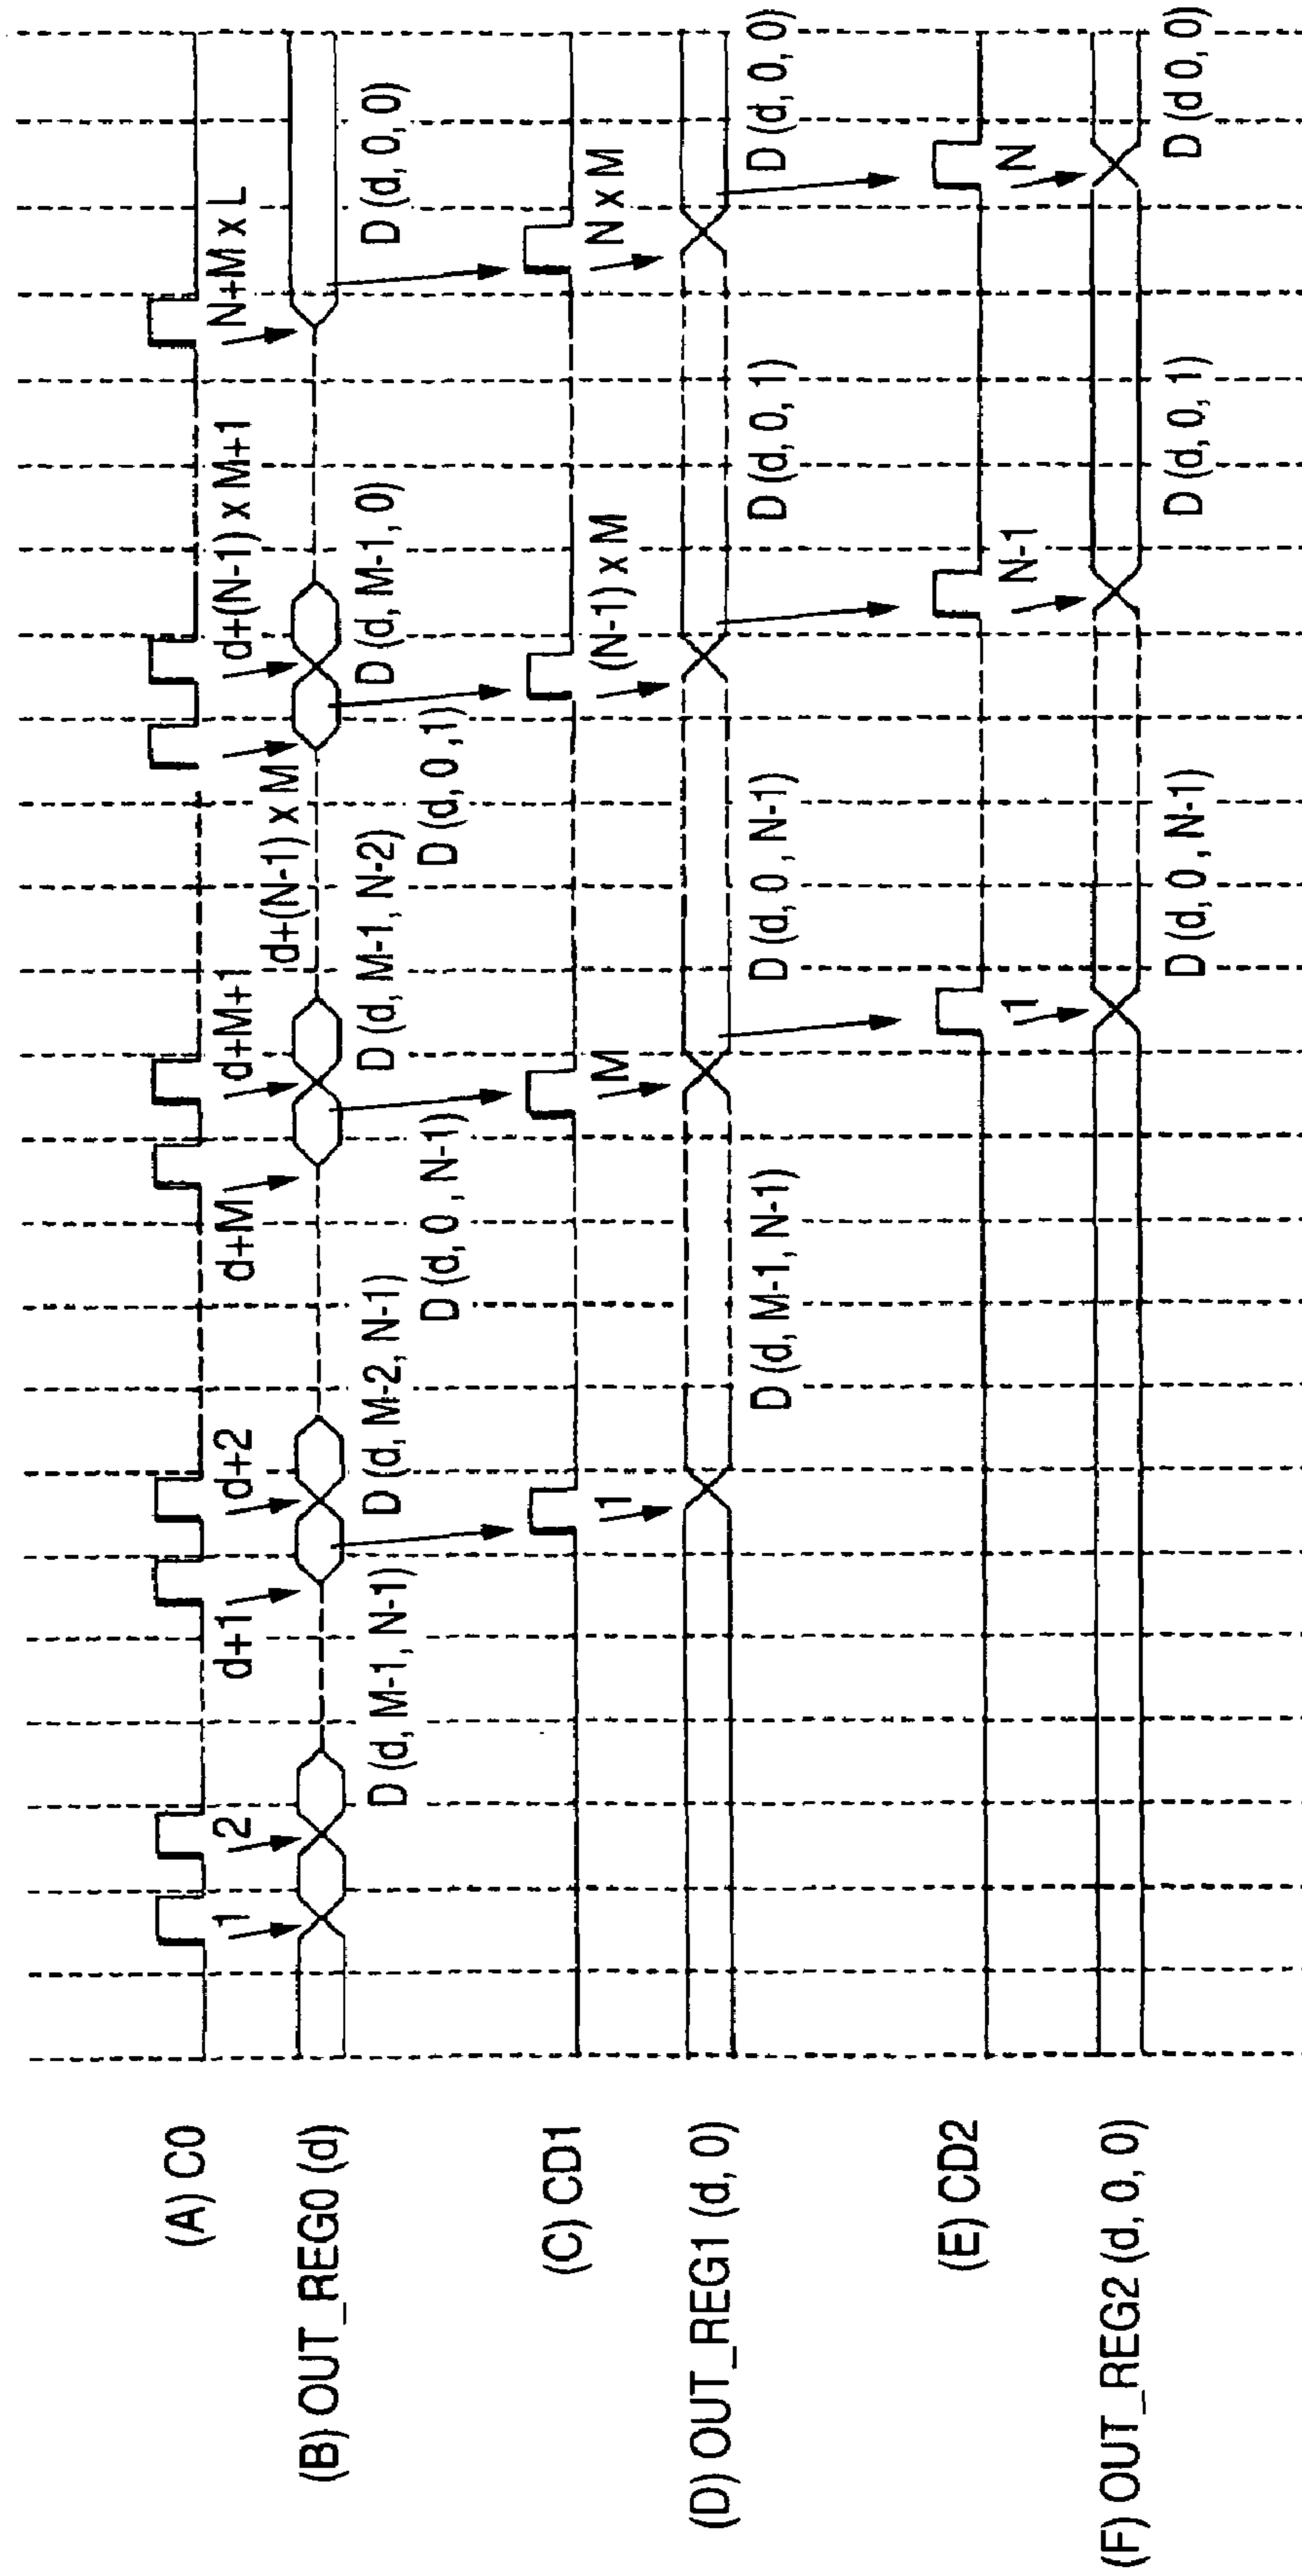 (A) C0
1 2 d+1 d+2 d+M d+M+1 d+(N-1) x M d+(N-1) x M+1 N+M x L
(B) OUT_REG0 (d)
D (d, M-1, N-1) D (d, M-2, N-1) D (d, 0 , N-1) D (d, M-1, N-2) D (d, 0 ,1) D (d, M-1, 0) D (d, 0, 0)
(C) CD1
1 M (N-1) x M N x M
(D) OUT_REG1 (d, 0)
D (d, M-1, N-1) D (d, 0 , N-1) D (d, 0, 1) D (d, 0, 0)
(E) CD2
1 N-1 N
(F) OUT_REG2 (d, 0, 0)
D (d, 0 , N-1) D (d, 0, 1) D (d 0, 0)